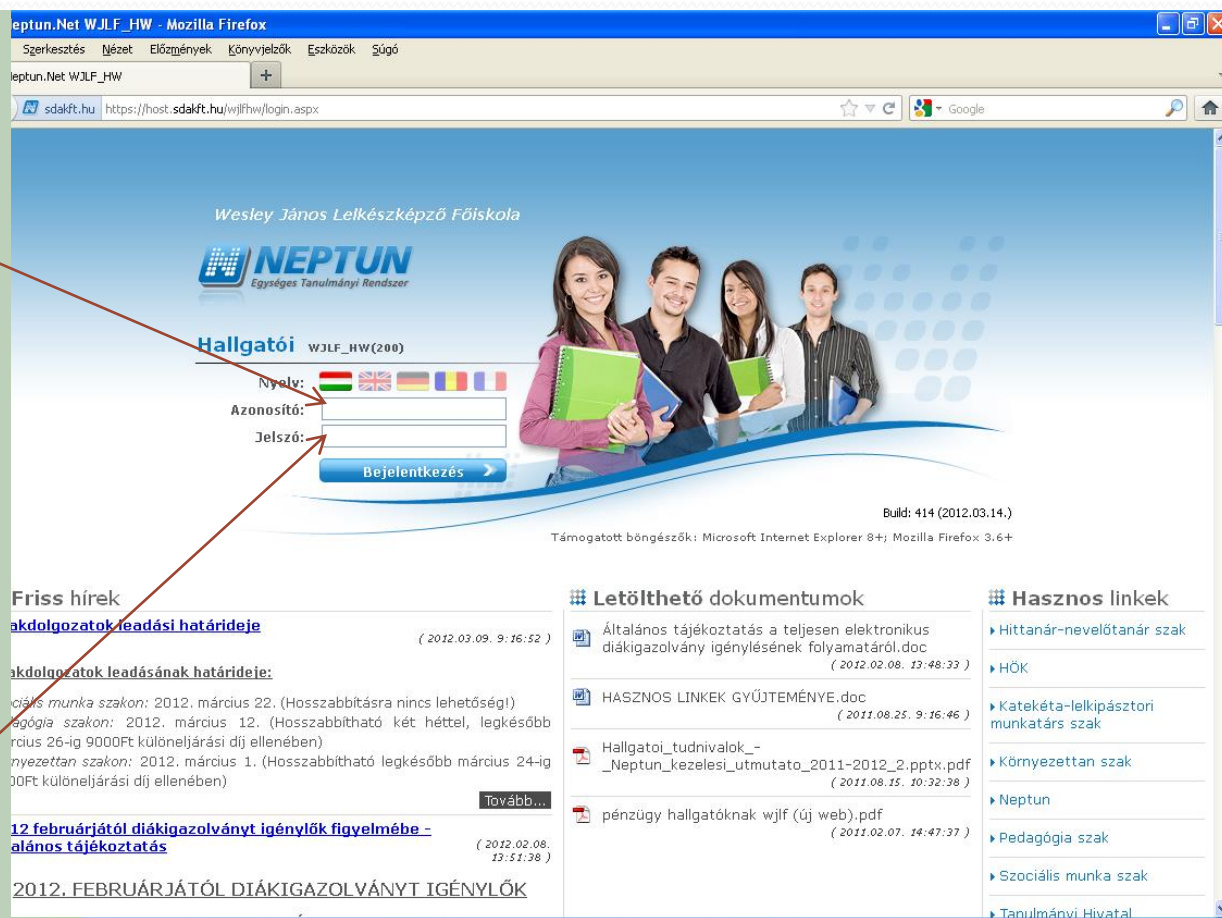 eptun.Net WJLF_HW - Mozilla Firefox
Szerkesztés Nézet Előzmények Könyvjelzők Eszközök Súgó
eptun.Net WJLF_HW
sdakft.hu https://host.sdakft.hu/wjlfhw/login.aspx Google
Wesley János Lelkészképző Főiskola
NEPTUN
Egységes Tanulmányi Rendszer
Hallgatói WJLF_HW(200)
Nyelv:
Azonosító:
Jelszó:
Bejelentkezés
Build: 414 (2012.03.14.)
Támogatott böngészők: Microsoft Internet Explorer 8+; Mozilla Firefox 3.6+
Friss hírek
akdolgozatok leadási határideje
( 2012.03.09. 9:16:52 )
akdolgozatok leadásának határideje:
ociális munka szakon: 2012. március 22. (Hosszabbításra nincs lehetőség!)
agógia szakon: 2012. március 12. (Hosszabbítható két héttel, legkésőbb
rcius 26-ig 9000Ft különeljárási díj ellenében)
nyezettan szakon: 2012. március 1. (Hosszabbítható legkésőbb március 24-ig
00Ft különeljárási díj ellenében)
Tovább...
12 februárjától diákigazolványt igénylők figyelmébe -
alános tájékoztatás
( 2012.02.08.
13:51:38 )
2012. FEBRUÁRJÁTÓL DIÁKIGAZOLVÁNYT IGÉNYLŐK
Letölthető dokumentumok
Általános tájékoztatás a teljesen elektronikus
diákigazolvány igénylésének folyamatáról.doc
( 2012.02.08. 13:48:33 )
HASZNOS LINKEK GYŰJTEMÉNYE.doc
( 2011.08.25. 9:16:46 )
Hallgatoi_tudnivalok_-
_Neptun_kezelesi_utmutato_2011-2012_2.pptx.pdf
( 2011.08.15. 10:32:38 )
pénzügy hallgatóknak wjlf (új web).pdf
( 2011.02.07. 14:47:37 )
Hasznos linkek
Hittanár-nevelőtanár szak
HÖK
Katekéta-lelkipásztori
munkatárs szak
Környezettan szak
Neptun
Pedagógia szak
Szociális munka szak
Tanulmányi Hivatal